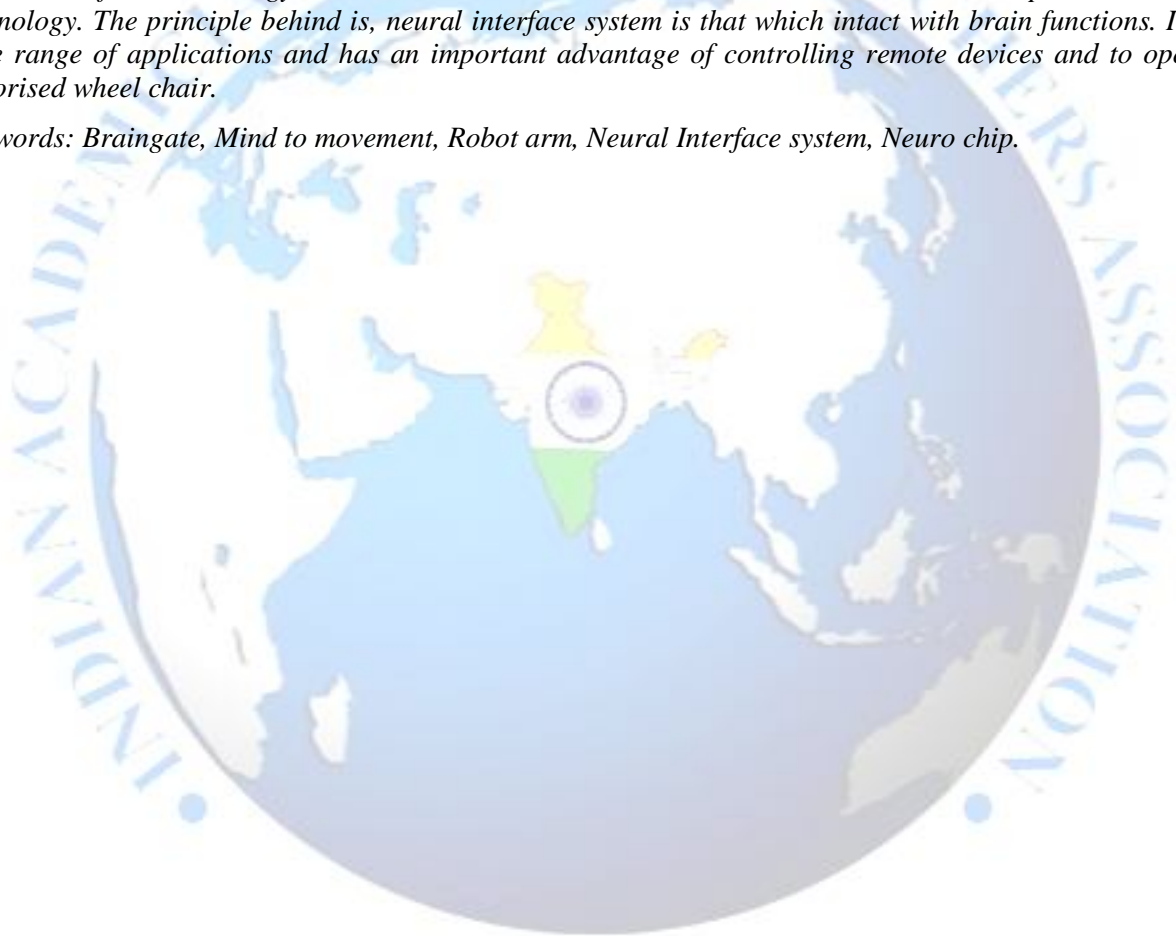 nology. The principle behind is, neural interface system is that which intact with brain functions. I
range of applications and has an important advantage of controlling remote devices and to ope
orised wheel chair.
words: Braingate, Mind to movement, Robot arm, Neural Interface system, Neuro chip.
INDIAN ACADEMIC
ERS ASSOCIATION